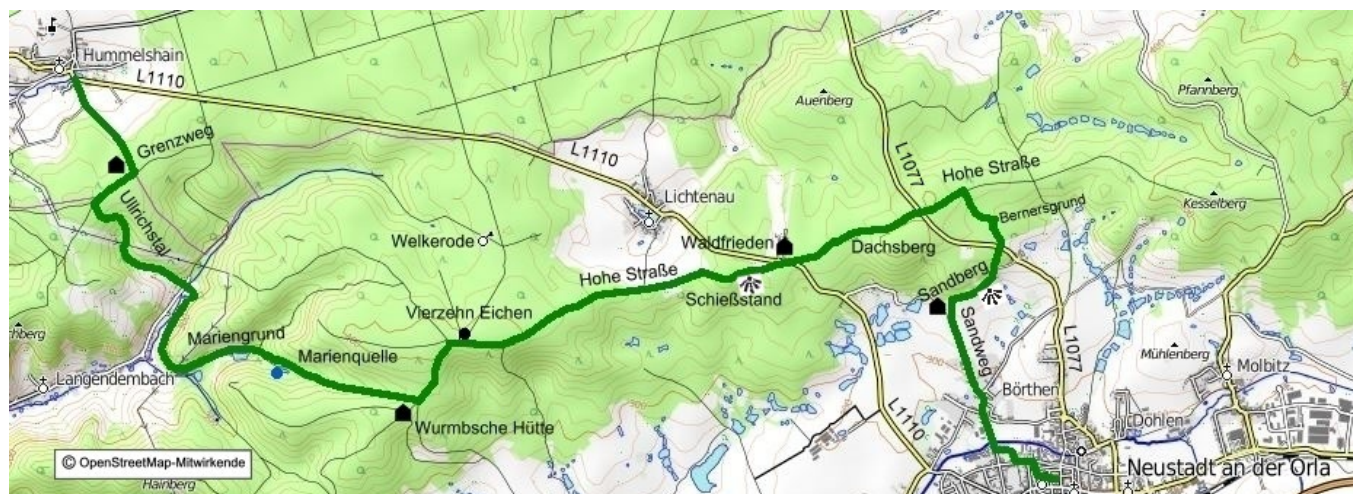 Hummelshain
L1110
Grenzweg
Ullrichstal
Langendembach
Mariengrund
Marienquelle
Wurmbsche Hütte
Vierzehn Eichen
Welkerode
L1110
Lichtenau
Hohe Straße
Waldfrieden
Schießstand
Auenberg
L1077
Dachsberg
Hohe Straße
Bernersgrund
Pfannberg
Kesselberg
Sandberg
Sandweg
L1077
L1110
Börthen
Mühlenberg
Molbitz
Döhlen
Neustadt an der Orla
Hainberg
© OpenStreetMap-Mitwirkende